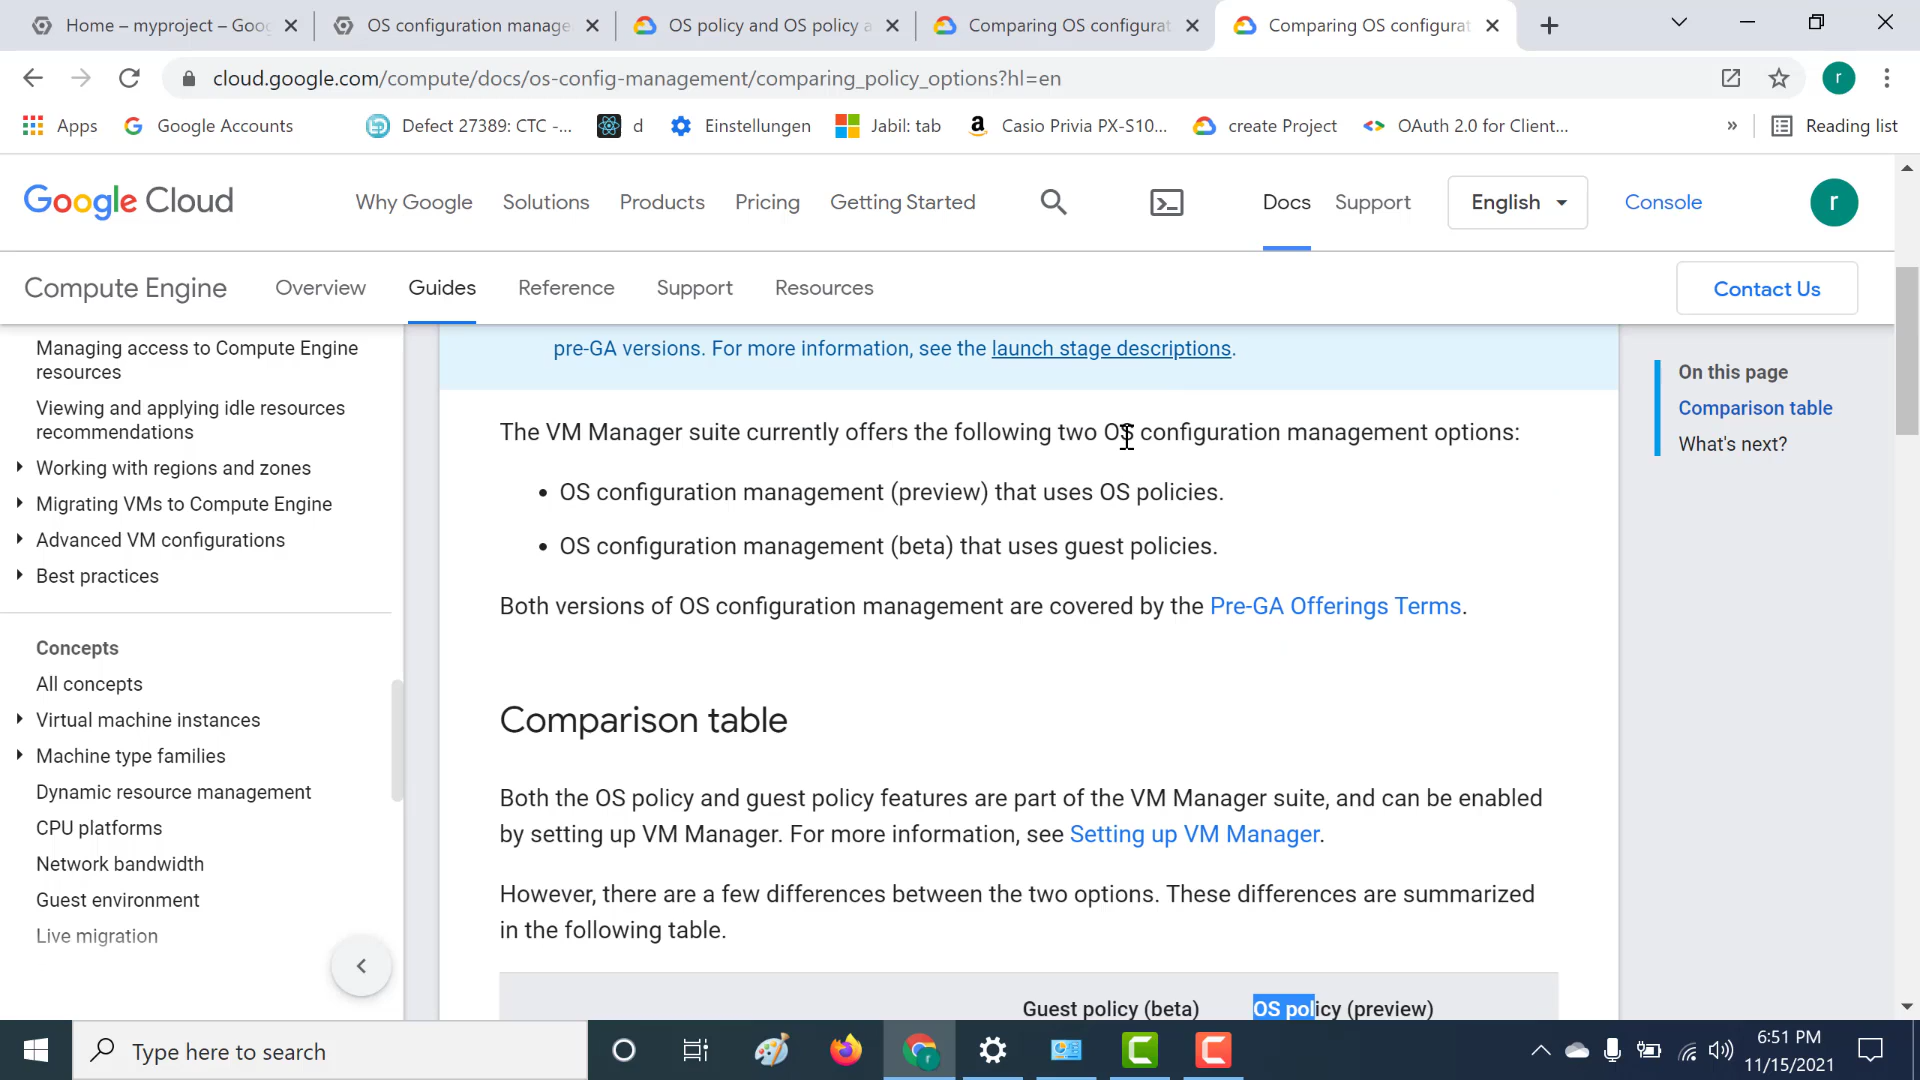 Home – myproject – Goog
OS configuration manage
OS policy and OS policy a
Comparing OS configurat
Comparing OS configurat
cloud.google.com/compute/docs/os-config-management/comparing_policy_options?hl=en
r
Apps
Google Accounts
Defect 27389: CTC -...
d
Einstellungen
Jabil: tab
Casio Privia PX-S10...
create Project
OAuth 2.0 for Client...
»
Reading list
Google Cloud
Why Google
Solutions
Products
Pricing
Getting Started
Docs
Support
English
Console
r
Compute Engine
Overview
Guides
Reference
Support
Resources
Contact Us
Managing access to Compute Engine
resources
Viewing and applying idle resources
recommendations
Working with regions and zones
Migrating VMs to Compute Engine
Advanced VM configurations
Best practices
Concepts
All concepts
Virtual machine instances
Machine type families
Dynamic resource management
CPU platforms
Network bandwidth
Guest environment
Live migration
pre-GA versions. For more information, see the launch stage descriptions.
The VM Manager suite currently offers the following two OS configuration management options:
• OS configuration management (preview) that uses OS policies.
• OS configuration management (beta) that uses guest policies.
Both versions of OS configuration management are covered by the Pre-GA Offerings Terms.
Comparison table
Both the OS policy and guest policy features are part of the VM Manager suite, and can be enabled
by setting up VM Manager. For more information, see Setting up VM Manager.
However, there are a few differences between the two options. These differences are summarized
in the following table.
Guest policy (beta)
OS policy (preview)
On this page
Comparison table
What's next?
Type here to search
6:51 PM
11/15/2021